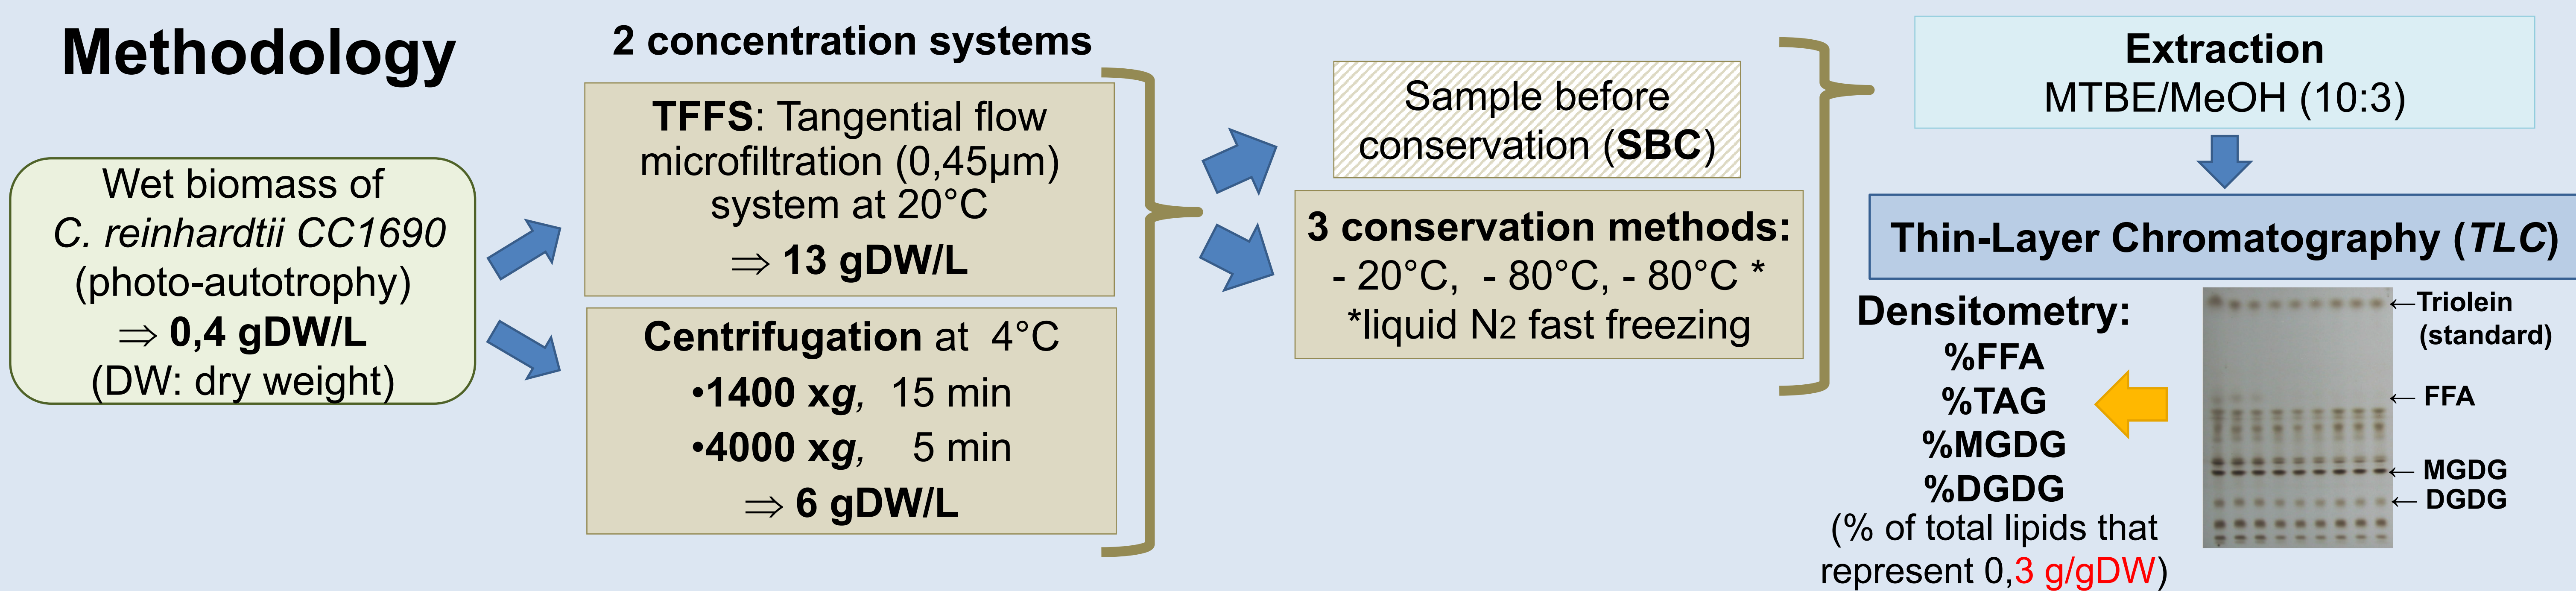 Methodology
Wet biomass of
C. reinhardtii CC1690
(photo-autotrophy)
⇒ 0,4 gDW/L
(DW: dry weight)
2 concentration systems
TFFS: Tangential flow
microfiltration (0,45µm)
system at 20°C
⇒ 13 gDW/L
Centrifugation at 4°C
•1400 xg, 15 min
•4000 xg, 5 min
⇒ 6 gDW/L
Sample before
conservation (SBC)
3 conservation methods:
- 20°C, - 80°C, - 80°C *
*liquid N2 fast freezing
Extraction
MTBE/MeOH (10:3)
Thin-Layer Chromatography (TLC)
Densitometry:
%FFA
%TAG
%MGDG
%DGDG
(% of total lipids that
represent 0,3 g/gDW)
←Triolein
(standard)
← FFA
← MGDG
← DGDG